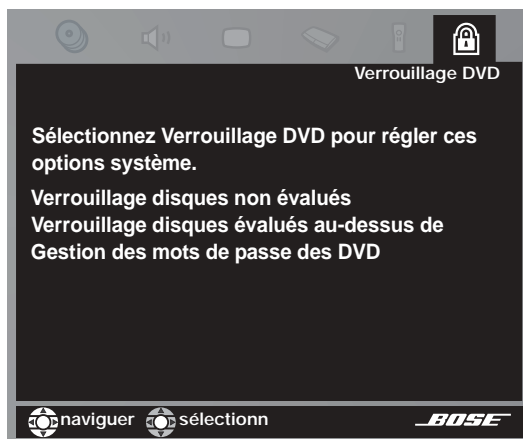 Verrouillage DVD
Sélectionnez Verrouillage DVD pour régler ces
options système.
Verrouillage disques non évalués
Verrouillage disques évalués au-dessus de
Gestion des mots de passe des DVD
naviguer sélectionn BOSE